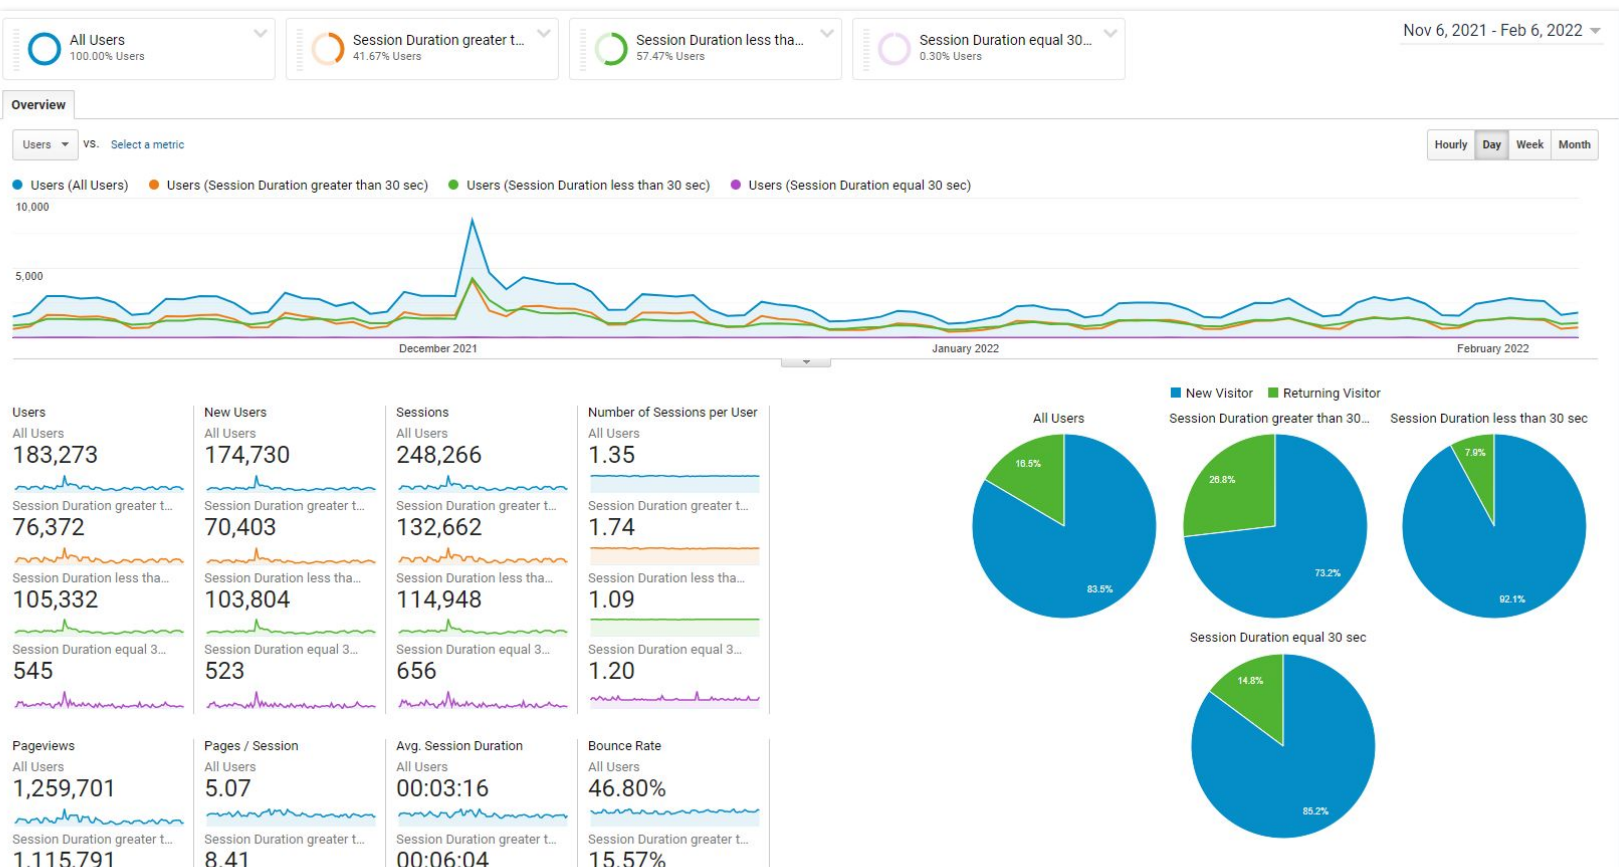 All Users
100.00% Users
Session Duration greater t...
41.67% Users
Session Duration less tha...
57.47% Users
Session Duration equal 30...
0.30% Users
Nov 6, 2021 - Feb 6, 2022
Overview
Users VS. Select a metric
Hourly Day Week Month
Users (All Users) Users (Session Duration greater than 30 sec) Users (Session Duration less than 30 sec) Users (Session Duration equal 30 sec)
10,000
5,000
December 2021 January 2022 February 2022
Users
All Users
183,273
Session Duration greater t...
76,372
Session Duration less tha...
105,332
Session Duration equal 3...
545
New Users
All Users
174,730
Session Duration greater t...
70,403
Session Duration less tha...
103,804
Session Duration equal 3...
523
Sessions
All Users
248,266
Session Duration greater t...
132,662
Session Duration less tha...
114,948
Session Duration equal 3...
656
Number of Sessions per User
All Users
1.35
Session Duration greater t...
1.74
Session Duration less tha...
1.09
Session Duration equal 3...
1.20
Pageviews
All Users
1,259,701
Session Duration greater t...
1,115,791
Pages / Session
All Users
5.07
Session Duration greater t...
8.41
Avg. Session Duration
All Users
00:03:16
Session Duration greater t...
00:06:04
Bounce Rate
All Users
46.80%
Session Duration greater t...
15.57%
New Visitor Returning Visitor
All Users
16.5%
83.5%
Session Duration greater than 30...
26.8%
73.2%
Session Duration less than 30 sec
7.9%
92.1%
Session Duration equal 30 sec
14.8%
85.2%